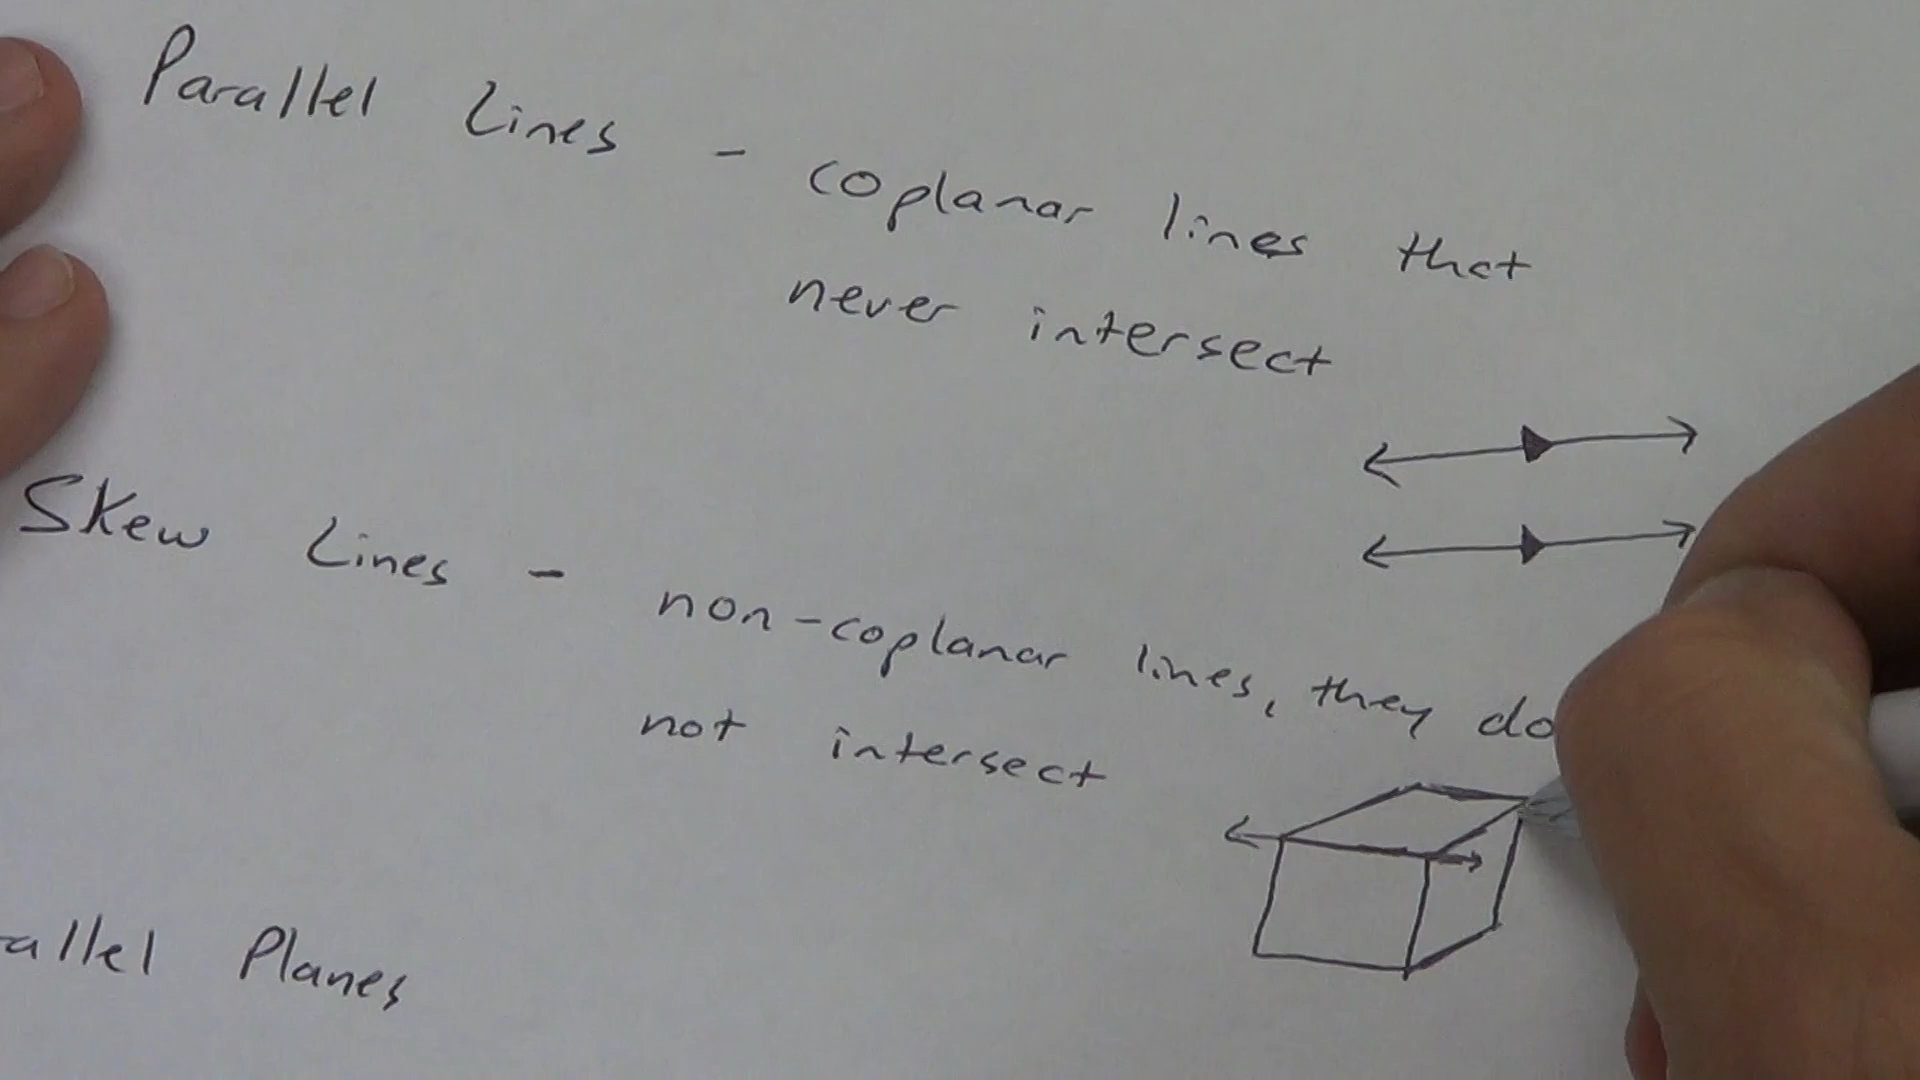 Parallel Lines - coplanar lines that
never intersect
Skew Lines - non-coplanar lines, they do
not intersect
allel Planes